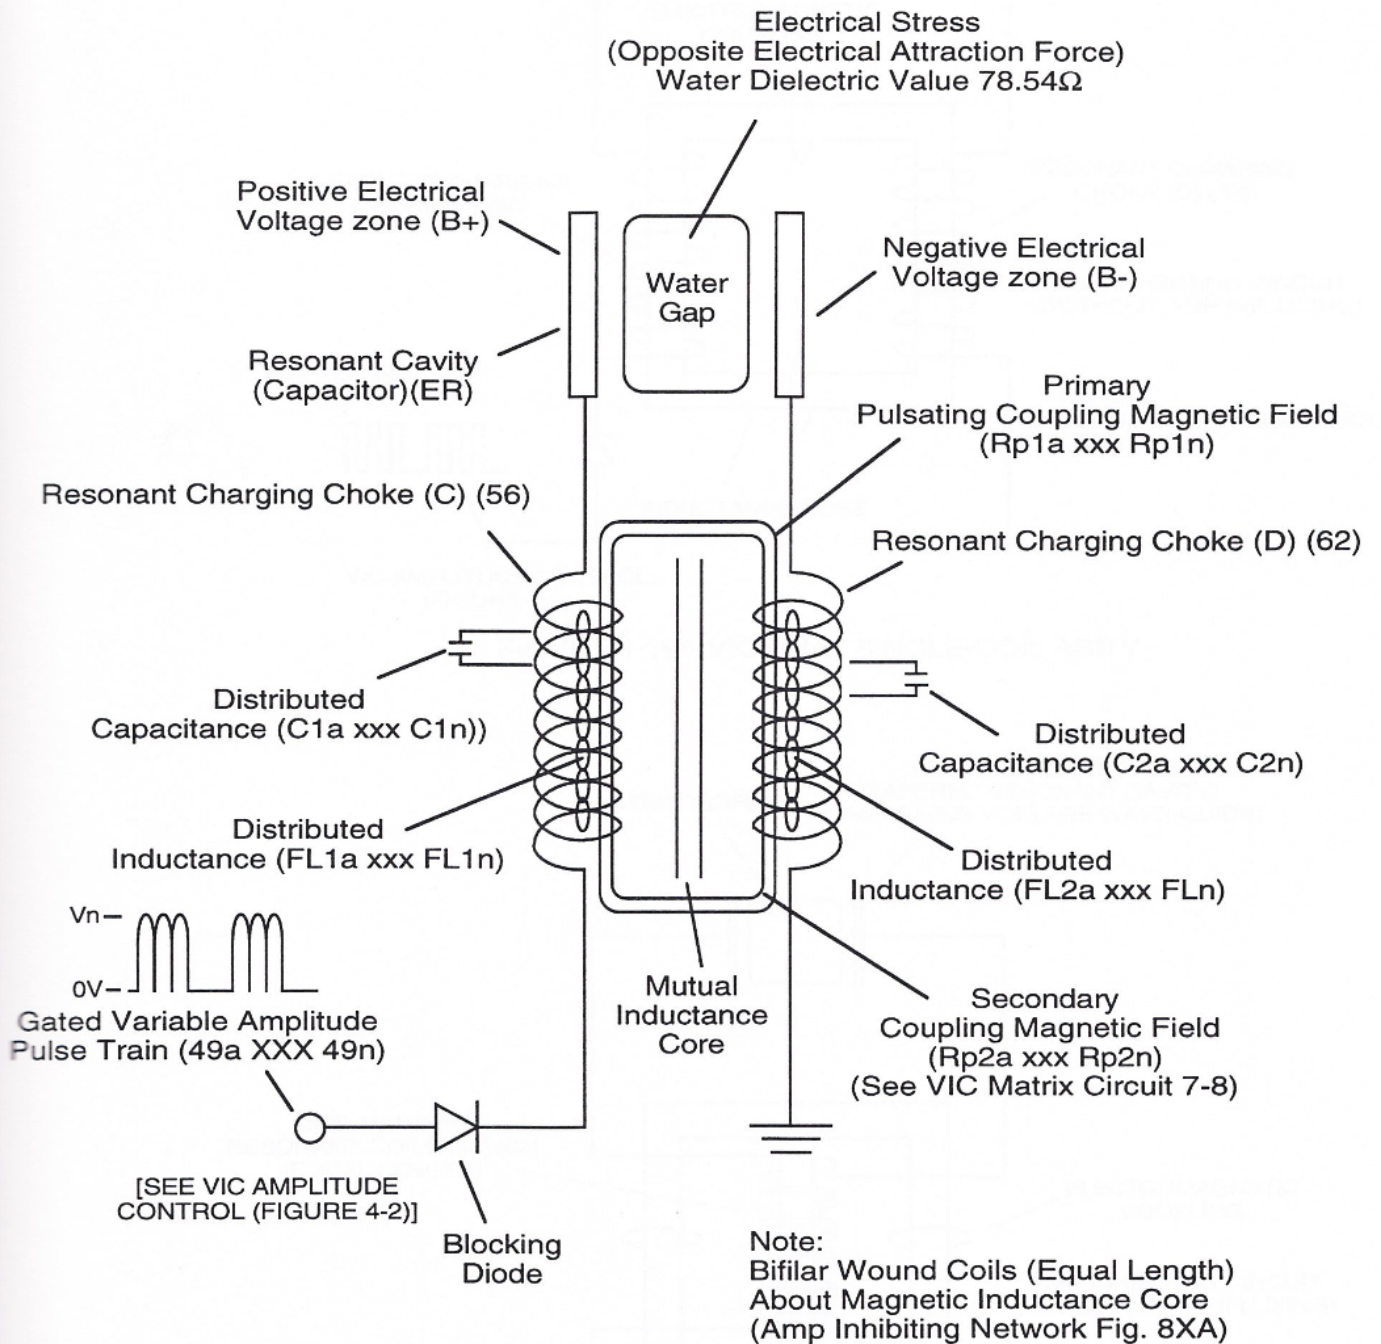 Electrical Stress
(Opposite Electrical Attraction Force)
Water Dielectric Value 78.54Ω
Positive Electrical
Voltage zone (B+)
Water
Gap
Negative Electrical
Voltage zone (B-)
Resonant Cavity
(Capacitor)(ER)
Primary
Pulsating Coupling Magnetic Field
(Rp1a xxx Rp1n)
Resonant Charging Choke (C) (56)
Resonant Charging Choke (D) (62)
Distributed
Capacitance (C1a xxx C1n))
Distributed
Capacitance (C2a xxx C2n)
Distributed
Inductance (FL1a xxx FL1n)
Distributed
Inductance (FL2a xxx FLn)
Vn
0V
Gated Variable Amplitude
Pulse Train (49a XXX 49n)
Mutual
Inductance
Core
Secondary
Coupling Magnetic Field
(Rp2a xxx Rp2n)
(See VIC Matrix Circuit 7-8)
[SEE VIC AMPLITUDE
CONTROL (FIGURE 4-2)]
Blocking
Diode
Note:
Bifilar Wound Coils (Equal Length)
About Magnetic Inductance Core
(Amp Inhibiting Network Fig. 8XA)